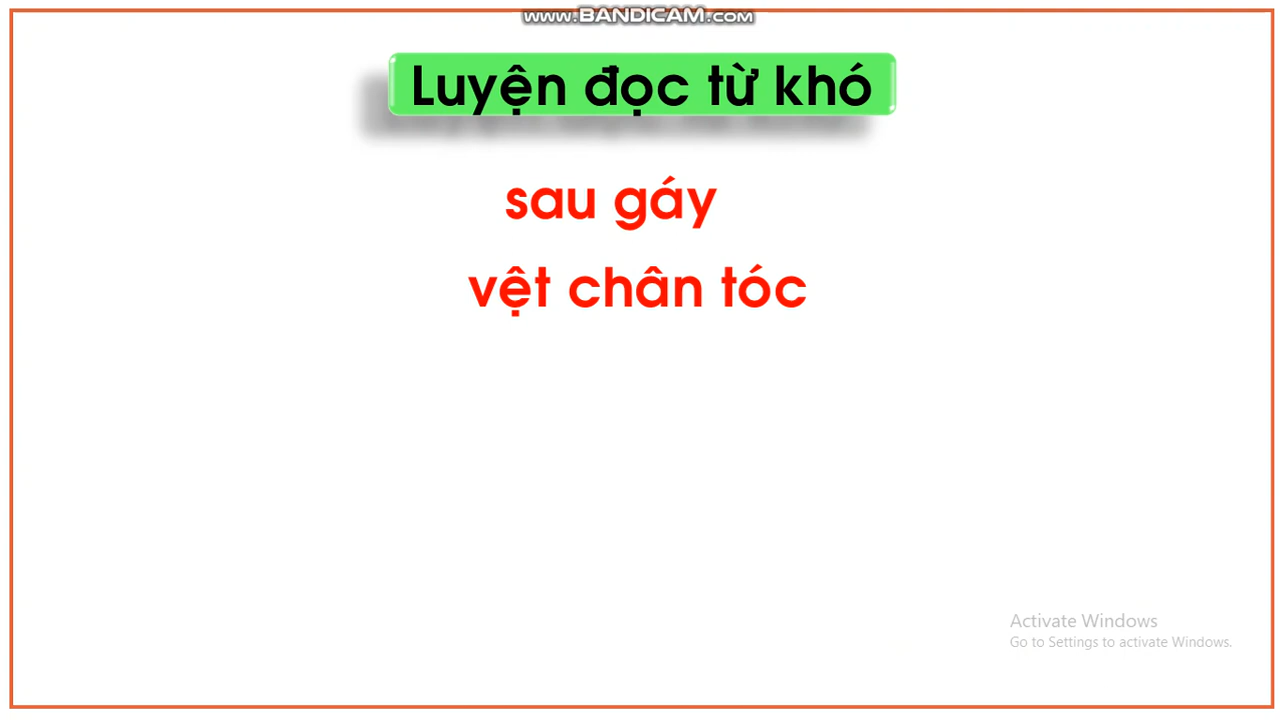 www.BANDICAM.com
Luyện đọc từ khó
sau gáy
vệt chân tóc
Activate Windows
Go to Settings to activate Windows.